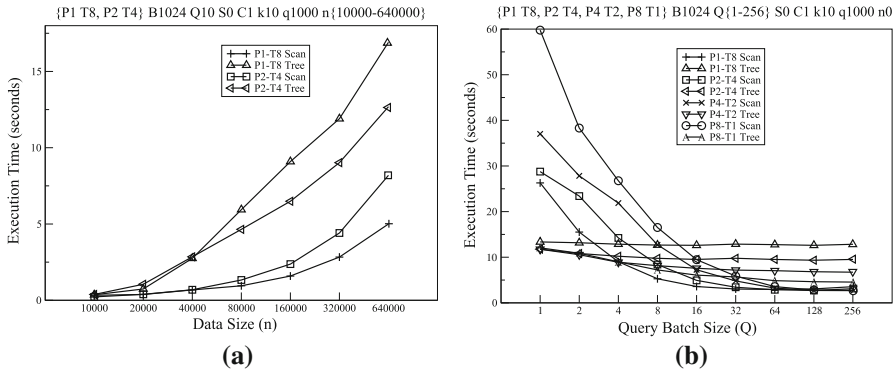 {P1 T8, P2 T4} B1024 Q10 S0 C1 k10 q1000 n{10000-640000}
Execution Time (seconds)
15
10
5
0
P1-T8 Scan
P1-T8 Tree
P2-T4 Scan
P2-T4 Tree
10000 20000 40000 80000 160000 320000 640000
Data Size (n)
(a)
{P1 T8, P2 T4, P4 T2, P8 T1} B1024 Q{1-256} S0 C1 k10 q1000 n0
Execution Time (seconds)
60
50
40
30
20
10
0
P1-T8 Scan
P1-T8 Tree
P2-T4 Scan
P2-T4 Tree
P4-T2 Scan
P4-T2 Tree
P8-T1 Scan
P8-T1 Tree
1 2 4 8 16 32 64 128 256
Query Batch Size (Q)
(b)